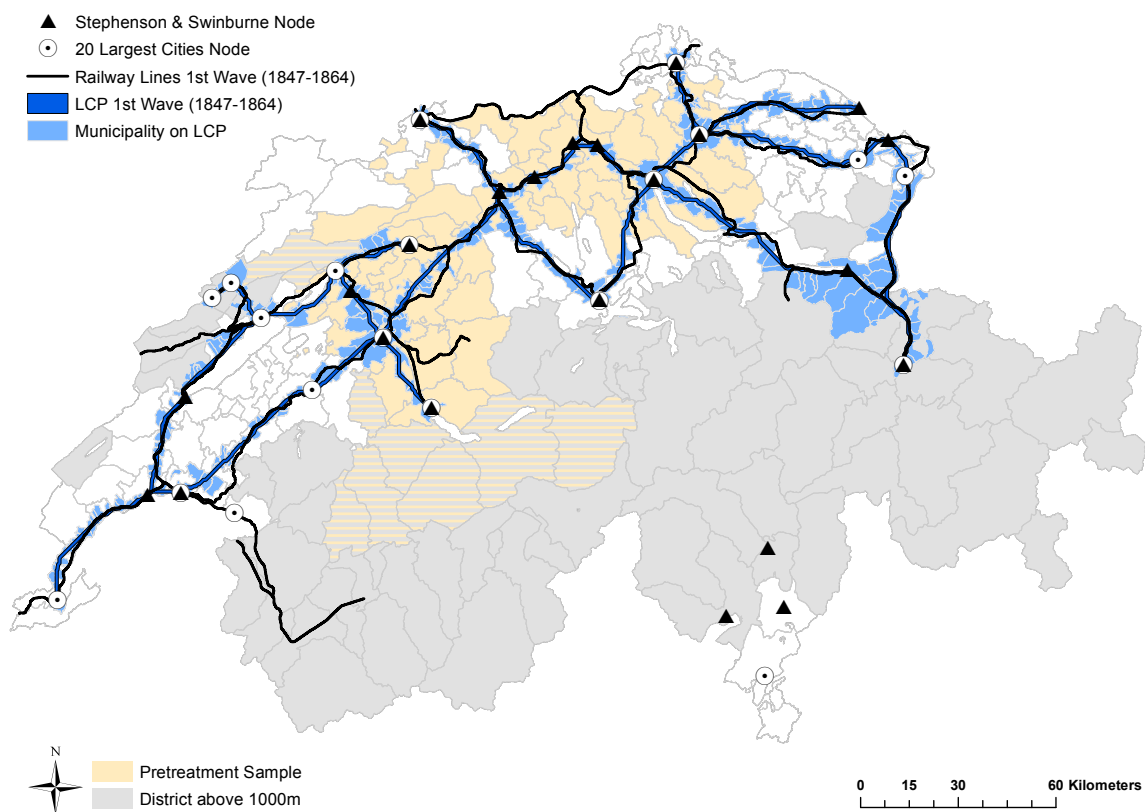 Stephenson & Swinburne Node
20 Largest Cities Node
Railway Lines 1st Wave (1847-1864)
LCP 1st Wave (1847-1864)
Municipality on LCP
N
Pretreatment Sample
District above 1000m
0 15 30 60 Kilometers